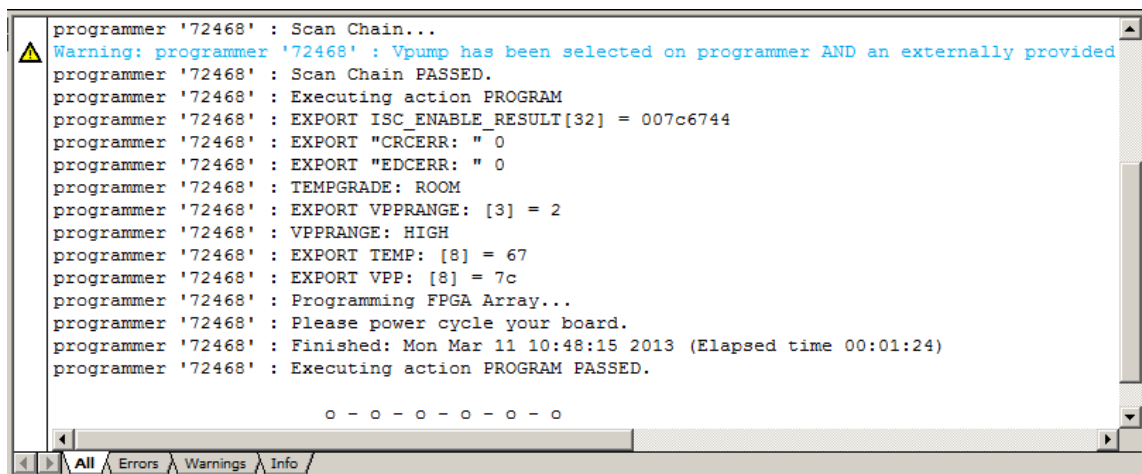 programmer '72468' : Scan Chain...
Warning: programmer '72468' : Vpump has been selected on programmer AND an externally provided
programmer '72468' : Scan Chain PASSED.
programmer '72468' : Executing action PROGRAM
programmer '72468' : EXPORT ISC_ENABLE_RESULT[32] = 007c6744
programmer '72468' : EXPORT "CRCERR: " 0
programmer '72468' : EXPORT "EDCERR: " 0
programmer '72468' : TEMPGRADE: ROOM
programmer '72468' : EXPORT VPPRANGE: [3] = 2
programmer '72468' : VPPRANGE: HIGH
programmer '72468' : EXPORT TEMP: [8] = 67
programmer '72468' : EXPORT VPP: [8] = 7c
programmer '72468' : Programming FPGA Array...
programmer '72468' : Please power cycle your board.
programmer '72468' : Finished: Mon Mar 11 10:48:15 2013 (Elapsed time 00:01:24)
programmer '72468' : Executing action PROGRAM PASSED.
o - o - o - o - o - o
All Errors Warnings Info